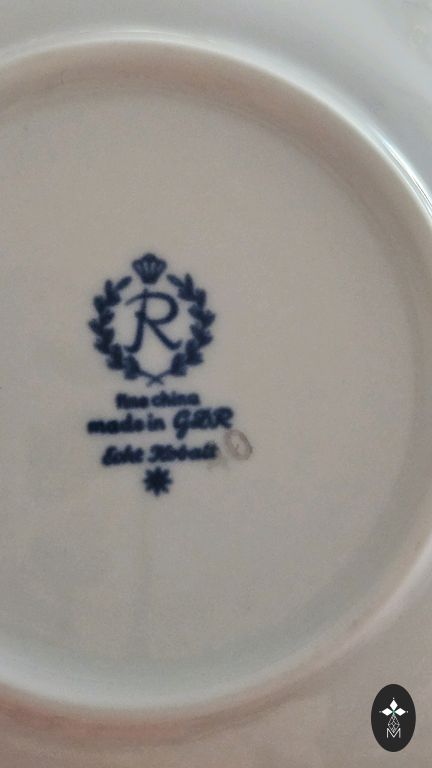 R
fine china
made in GDR
Echt Kobalt
M